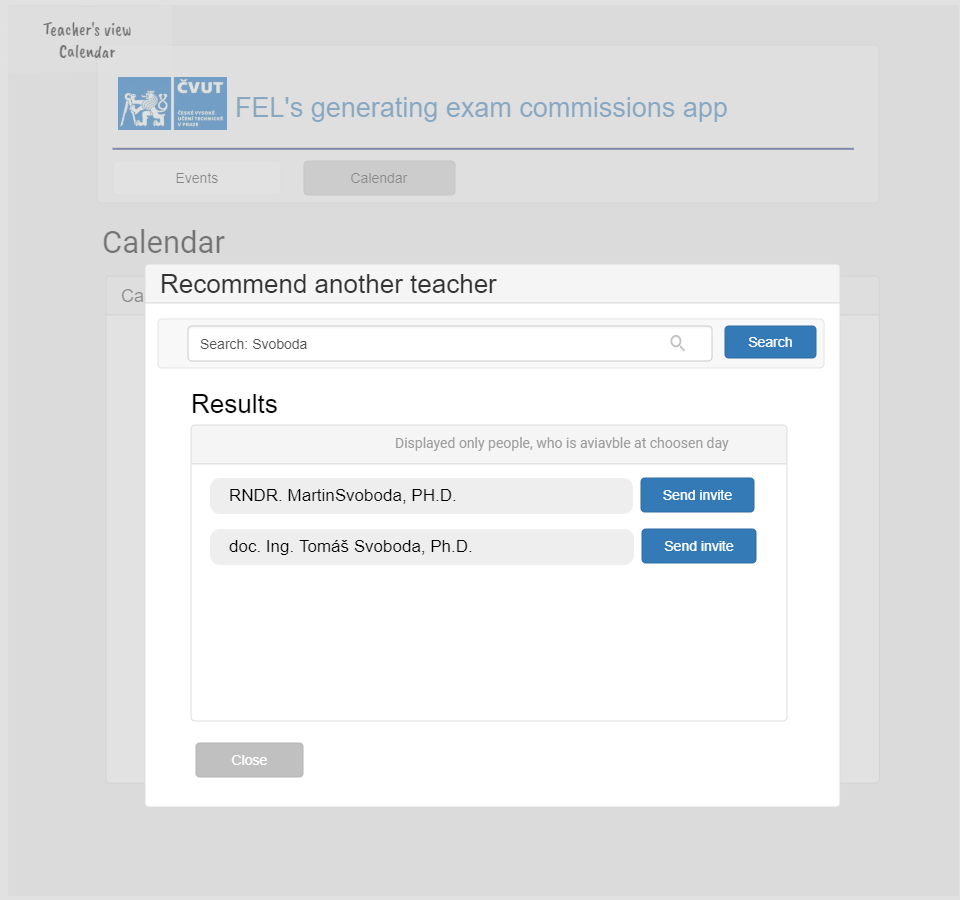 Teacher's view
Calendar
ČVUT
ČESKÉ VYSOKÉ
UČENÍ TECHNICKÉ
V PRAZE
FEL's generating exam commissions app
Events
Calendar
Calendar
Ca
Recommend another teacher
Search: Svoboda
Search
Results
Displayed only people, who is aviavble at choosen day
RNDR. MartinSvoboda, PH.D.
Send invite
doc. Ing. Tomáš Svoboda, Ph.D.
Send invite
Close